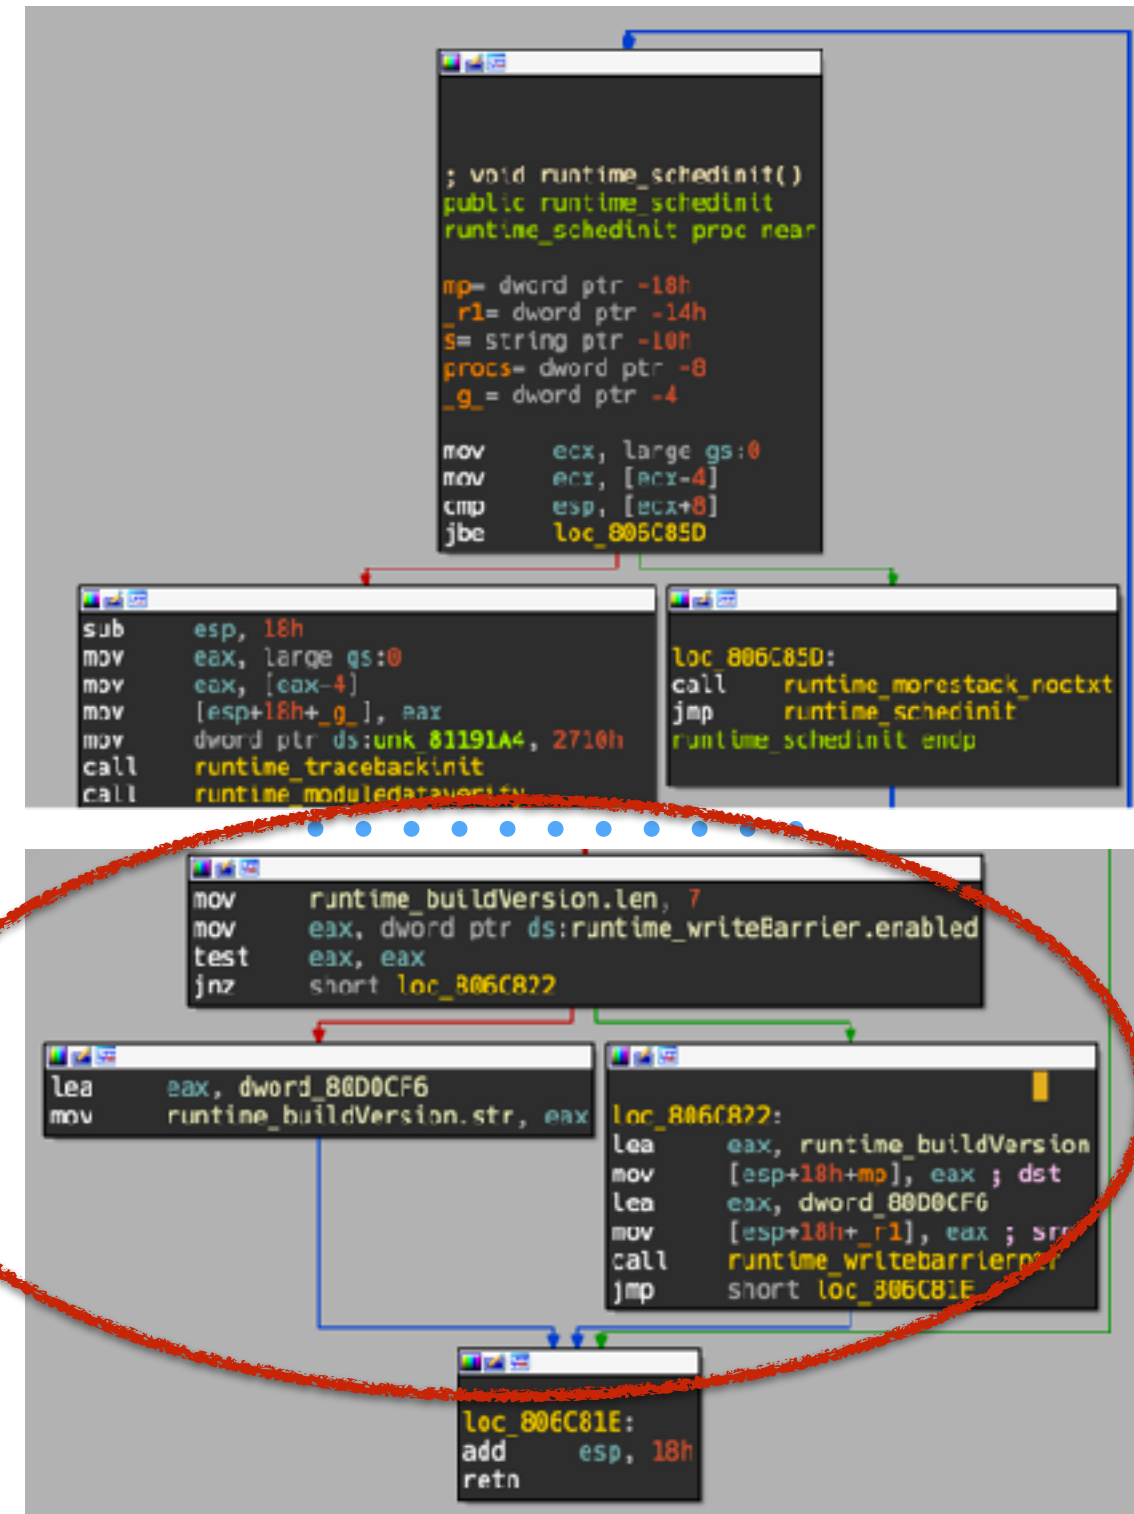 ; void runtime_schedinit()
public runtime_schedinit
runtime_schedinit proc near
mp= dword ptr -18h
_r1= dword ptr -14h
s= string ptr -10h
procs= dword ptr -8
_g_= dword ptr -4
mov ecx, large gs:0
mov ecx, [ecx-4]
cmp esp, [ecx+8]
jbe loc_806C85D
sub esp, 18h
mov eax, large gs:0
mov eax, [eax-4]
mov [esp+18h+_g_], eax
mov dword ptr ds:unk_81191A4, 2710h
call runtime_tracebackinit
call runtime_moduledataverify
loc_806C85D:
call runtime_morestack_noctxt
jmp runtime_schedinit
runtime_schedinit endp
mov runtime_buildVersion.len, 7
mov eax, dword ptr ds:runtime_writeBarrier.enabled
test eax, eax
jnz short loc_806C822
lea eax, dword_80D0CF6
mov runtime_buildVersion.str, eax
loc_806C822:
lea eax, runtime_buildVersion
mov [esp+18h+mp], eax ; dst
lea eax, dword_80D0CF6
mov [esp+18h+_r1], eax ; src
call runtime_writebarrierptr
jmp short loc_806C81E
loc_806C81E:
add esp, 18h
retn